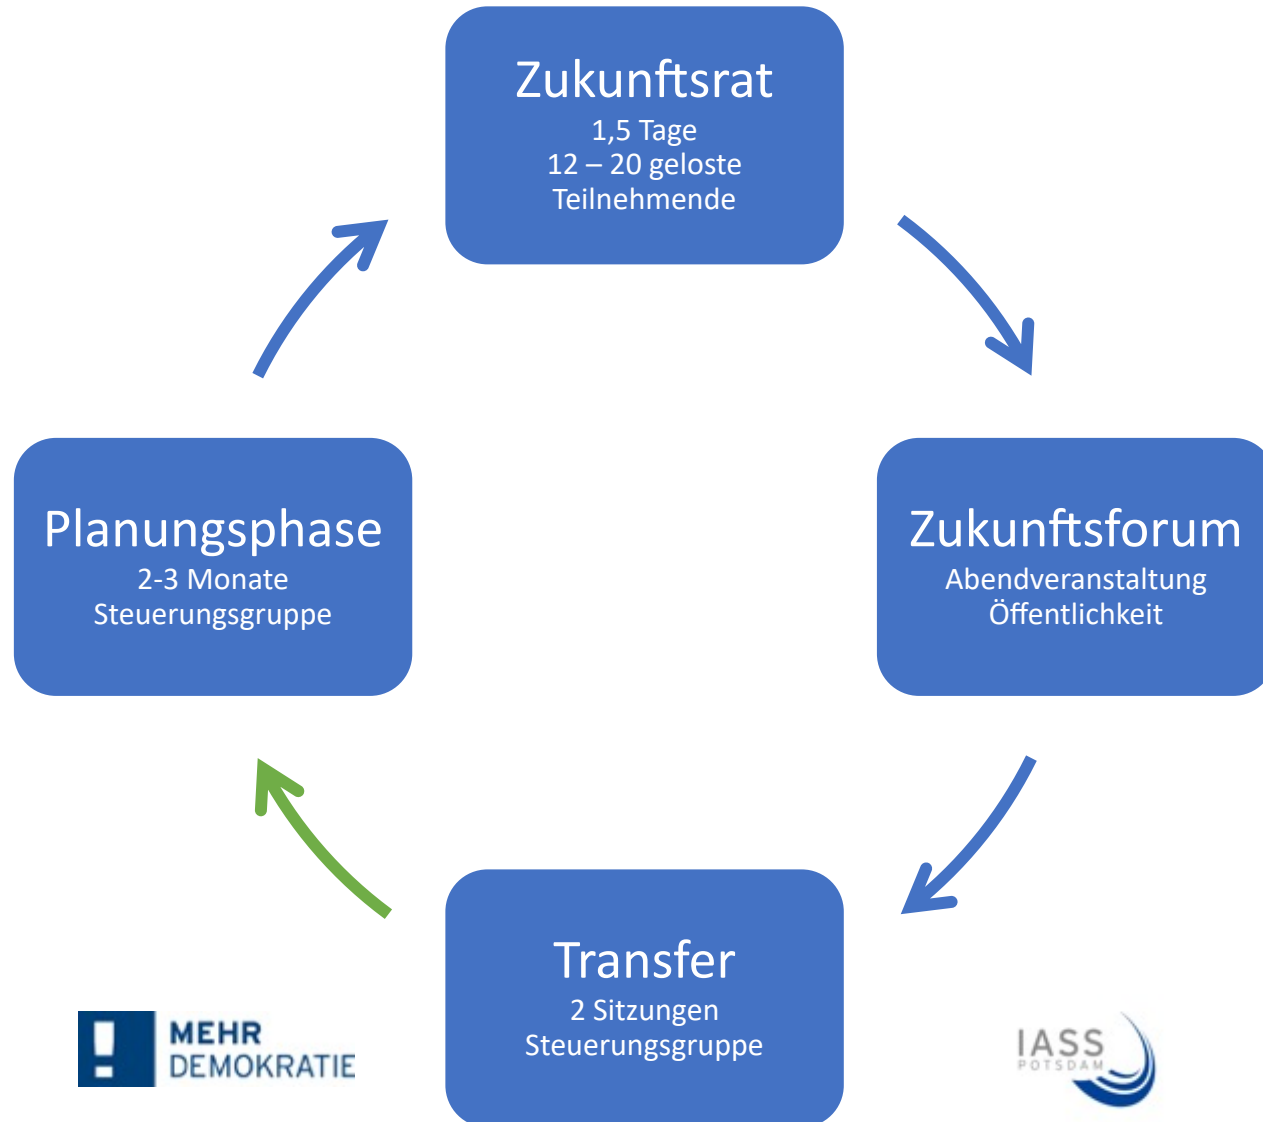 Zukunftsrat
1,5 Tage
12 – 20 geloste
Teilnehmende
Planungsphase
2-3 Monate
Steuerungsgruppe
Zukunftsforum
Abendveranstaltung
Öffentlichkeit
Transfer
2 Sitzungen
Steuerungsgruppe
MEHR
DEMOKRATIE
IASS
POTSDAM